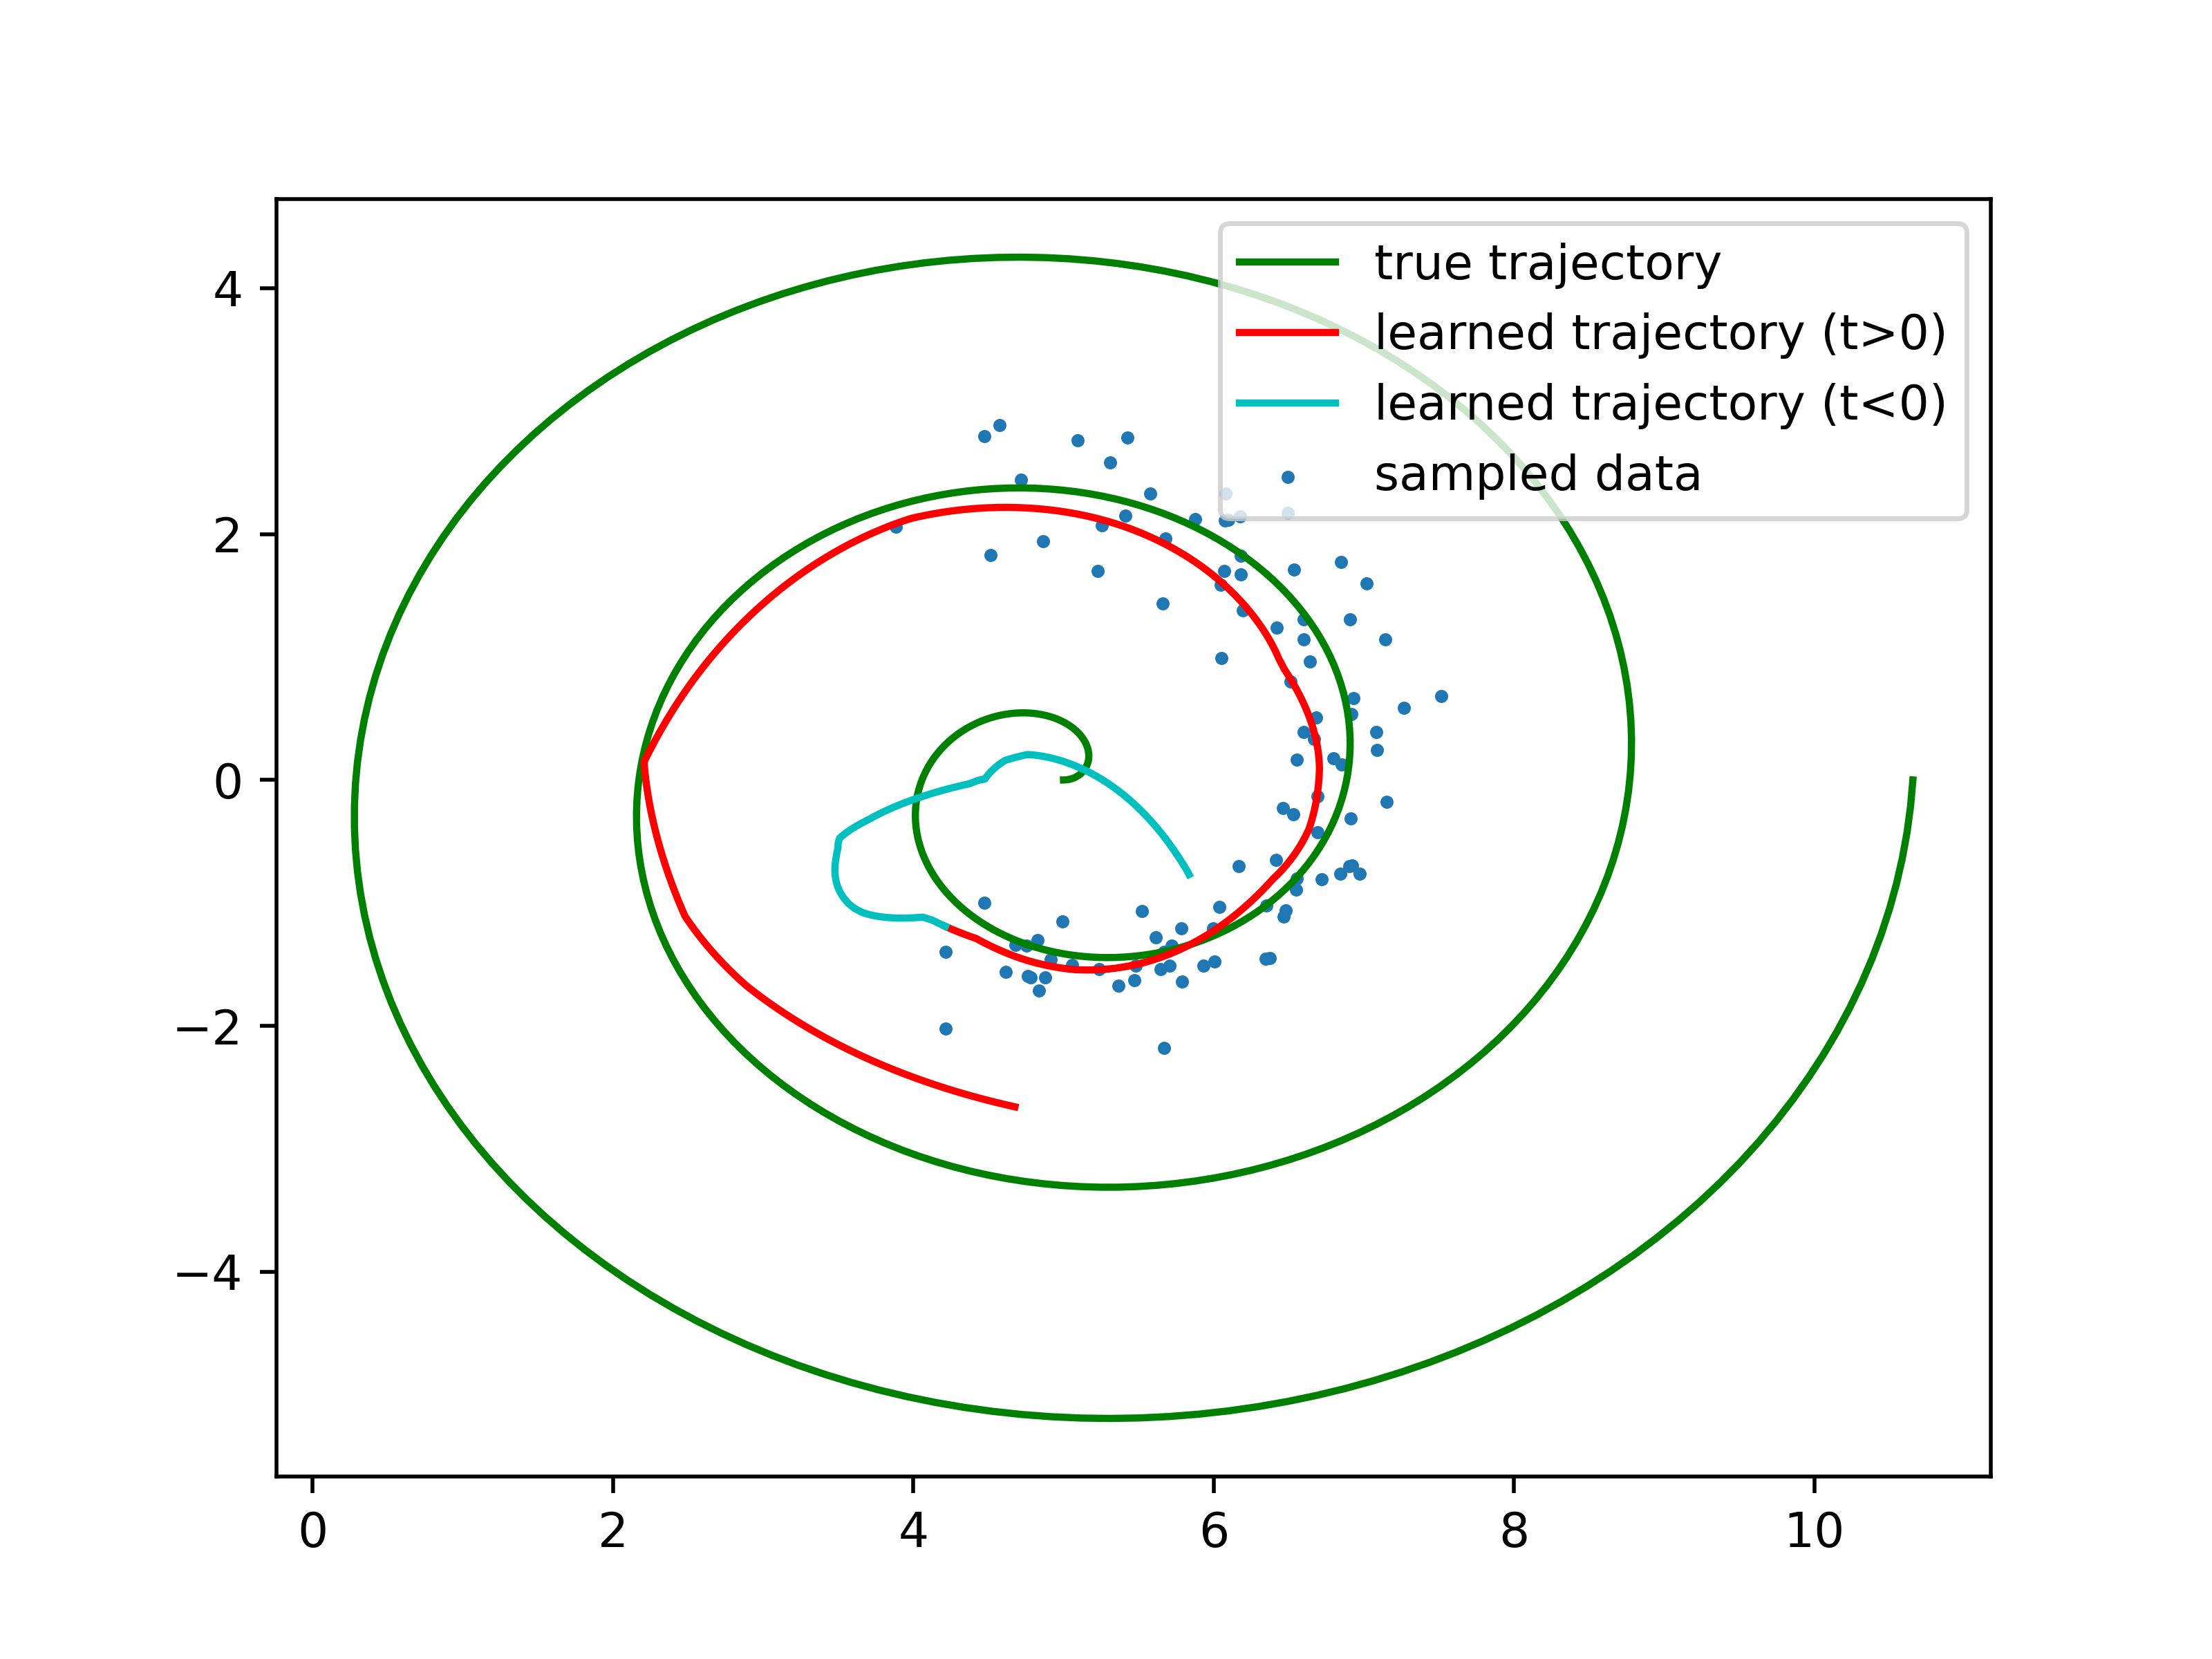 true trajectory
learned trajectory (t>0)
learned trajectory (t<0)
sampled data
4
2
0
−2
−4
0 2 4 6 8 10